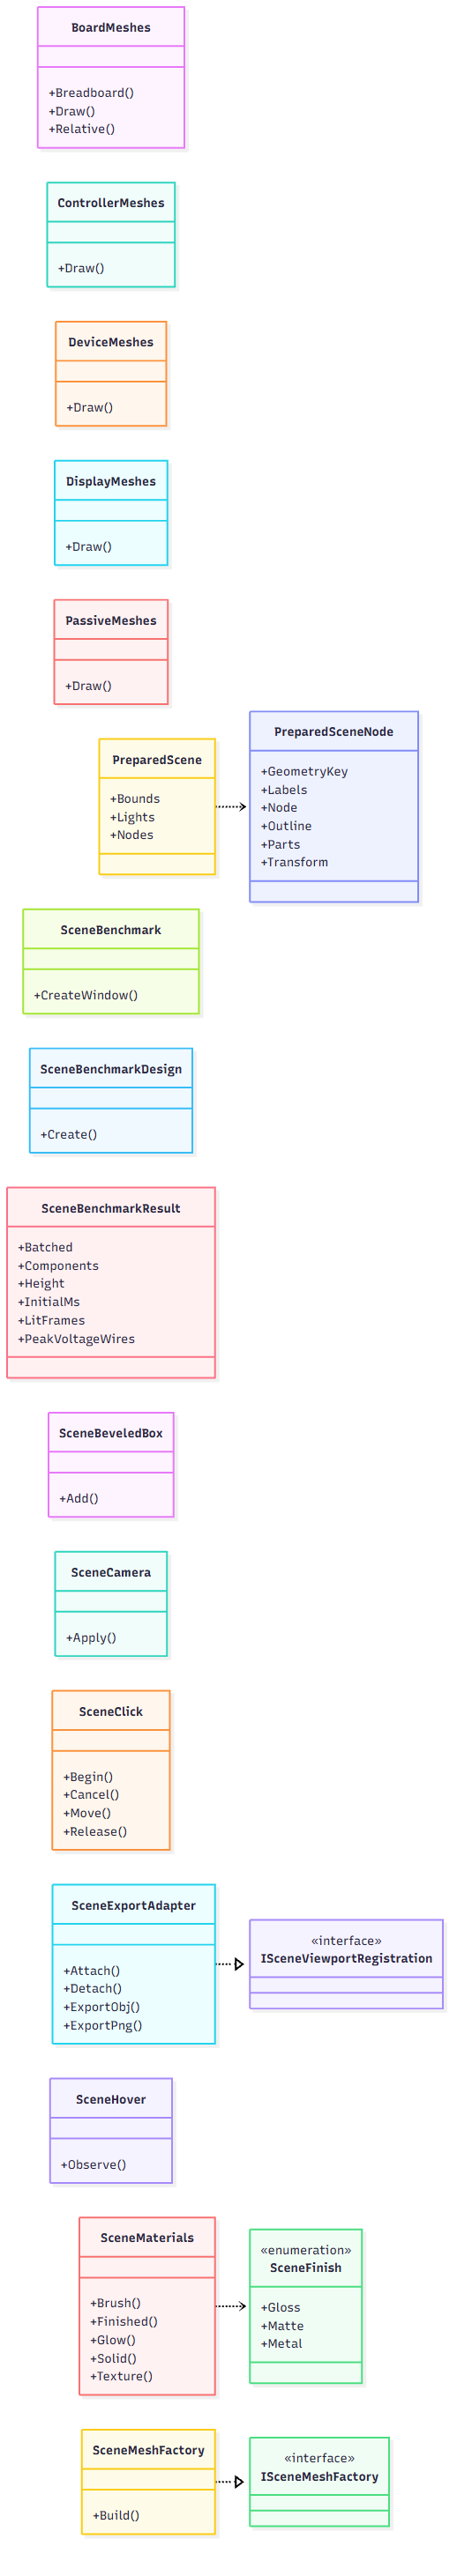 BoardMeshes
+Breadboard()
+Draw()
+Relative()
ControllerMeshes
+Draw()
DeviceMeshes
+Draw()
DisplayMeshes
+Draw()
PassiveMeshes
+Draw()
PreparedScene
+Bounds
+Lights
+Nodes
PreparedSceneNode
+GeometryKey
+Labels
+Node
+Outline
+Parts
+Transform
SceneBenchmark
+CreateWindow()
SceneBenchmarkDesign
+Create()
SceneBenchmarkResult
+Batched
+Components
+Height
+InitialMs
+LitFrames
+PeakVoltageWires
SceneBeveledBox
+Add()
SceneCamera
+Apply()
SceneClick
+Begin()
+Cancel()
+Move()
+Release()
SceneExportAdapter
+Attach()
+Detach()
+ExportObj()
+ExportPng()
«interface»
ISceneViewportRegistration
SceneHover
+Observe()
SceneMaterials
+Brush()
+Finished()
+Glow()
+Solid()
+Texture()
«enumeration»
SceneFinish
+Gloss
+Matte
+Metal
SceneMeshFactory
+Build()
«interface»
ISceneMeshFactory